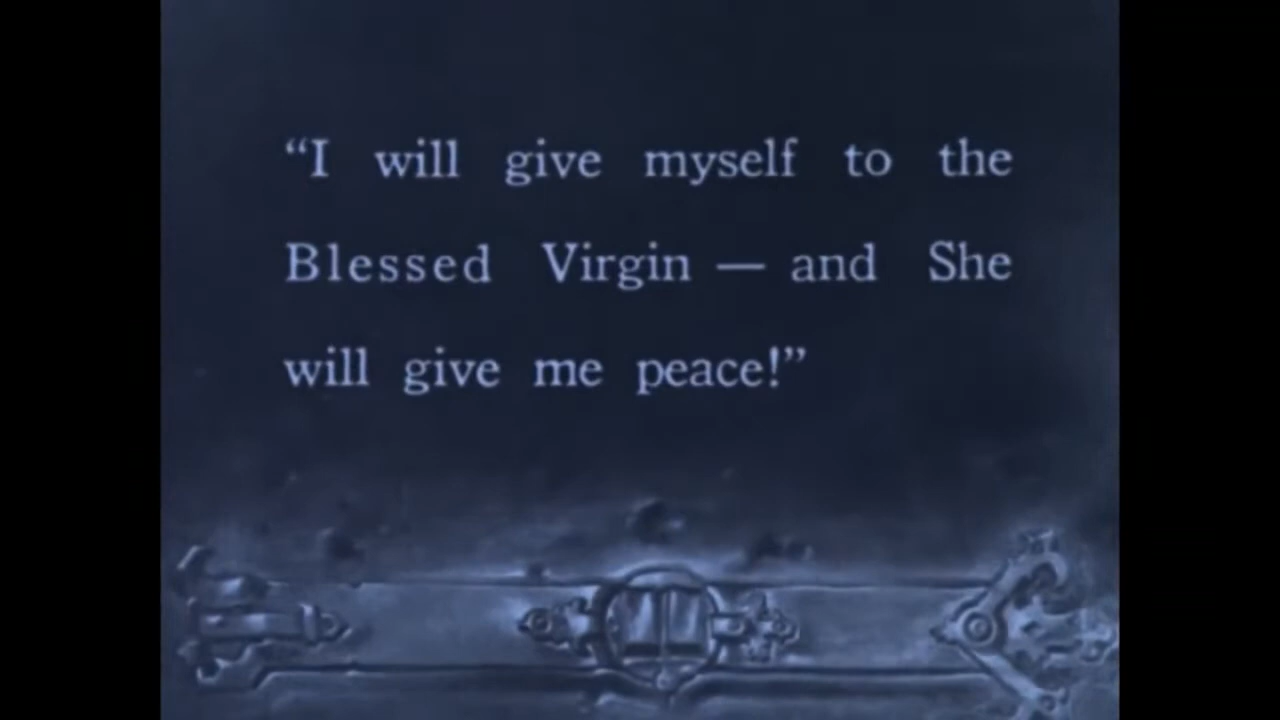 “I will give myself to the
Blessed Virgin — and She
will give me peace!”